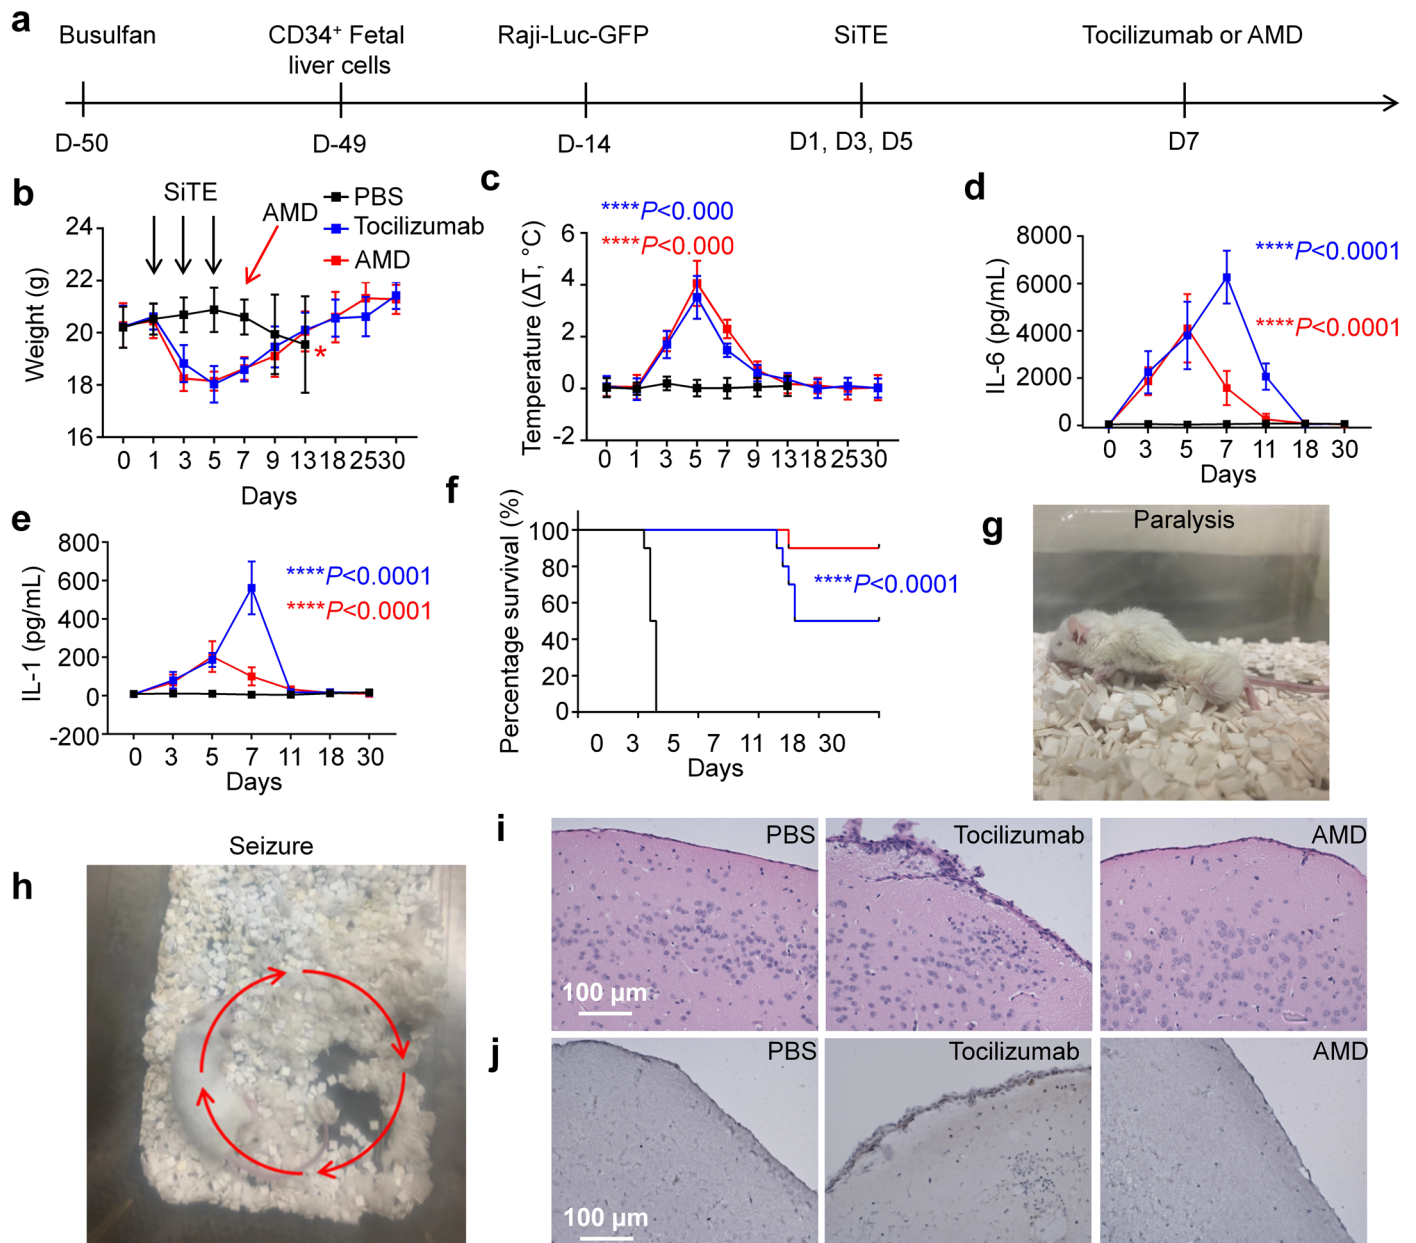 a
Busulfan
CD34+ Fetal
liver cells
Raji-Luc-GFP
SiTE
Tocilizumab or AMD
D-50
D-49
D-14
D1, D3, D5
D7
b
SiTE
AMD
PBS
Tocilizumab
AMD
Weight (g)
24
22
20
18
16
*
0 1 3 5 7 9 13 18 25 30
Days
c
****P<0.000
****P<0.000
Temperature (ΔT, °C)
6
4
2
0
-2
0 1 3 5 7 9 13 18 25 30
d
IL-6 (pg/mL)
8000
6000
4000
2000
0
****P<0.0001
****P<0.0001
0 3 5 7 11 18 30
Days
e
IL-1 (pg/mL)
800
600
400
200
0
-200
****P<0.0001
****P<0.0001
0 3 5 7 11 18 30
Days
f
Percentage survival (%)
100
80
60
40
20
0
****P<0.0001
0 3 5 7 11 18 30
Days
g
Paralysis
h
Seizure
i
PBS
Tocilizumab
AMD
100 µm
j
PBS
Tocilizumab
AMD
100 µm